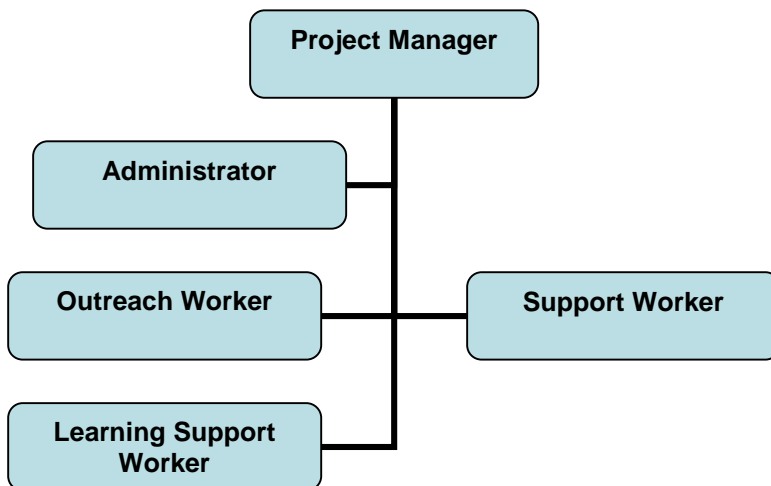 Project Manager
Administrator
Outreach Worker
Support Worker
Learning Support
Worker